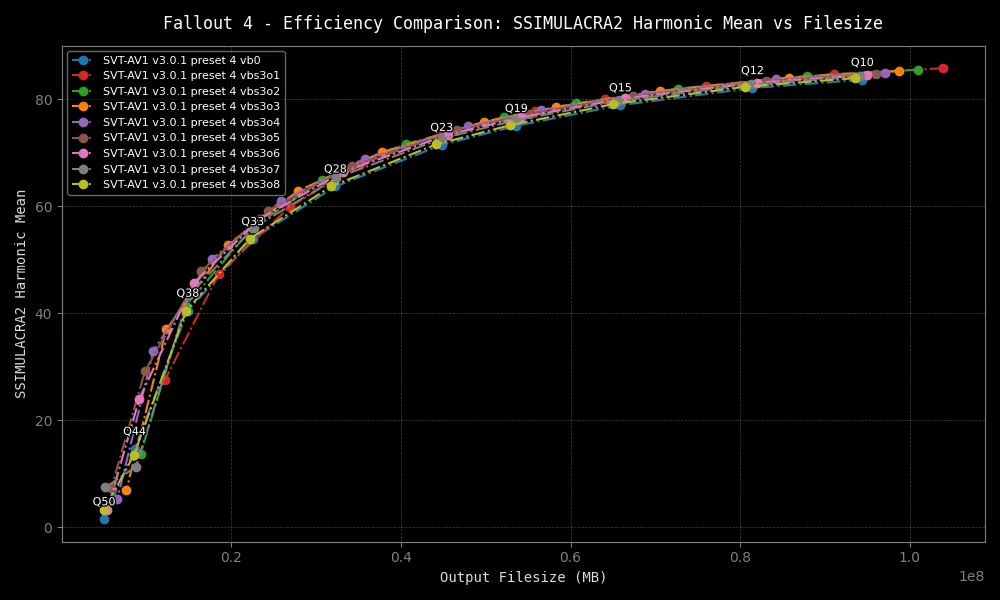 Fallout 4 - Efficiency Comparison: SSIMULACRA2 Harmonic Mean vs Filesize
SVT-AV1 v3.0.1 preset 4 vb0
SVT-AV1 v3.0.1 preset 4 vbs3o1
SVT-AV1 v3.0.1 preset 4 vbs3o2
SVT-AV1 v3.0.1 preset 4 vbs3o3
SVT-AV1 v3.0.1 preset 4 vbs3o4
SVT-AV1 v3.0.1 preset 4 vbs3o5
SVT-AV1 v3.0.1 preset 4 vbs3o6
SVT-AV1 v3.0.1 preset 4 vbs3o7
SVT-AV1 v3.0.1 preset 4 vbs3o8
Q10
Q12
Q15
Q19
Q23
Q28
Q33
Q38
Q44
Q50
80
60
40
20
0
SSIMULACRA2 Harmonic Mean
0.2
0.4
0.6
0.8
1.0
1e8
Output Filesize (MB)